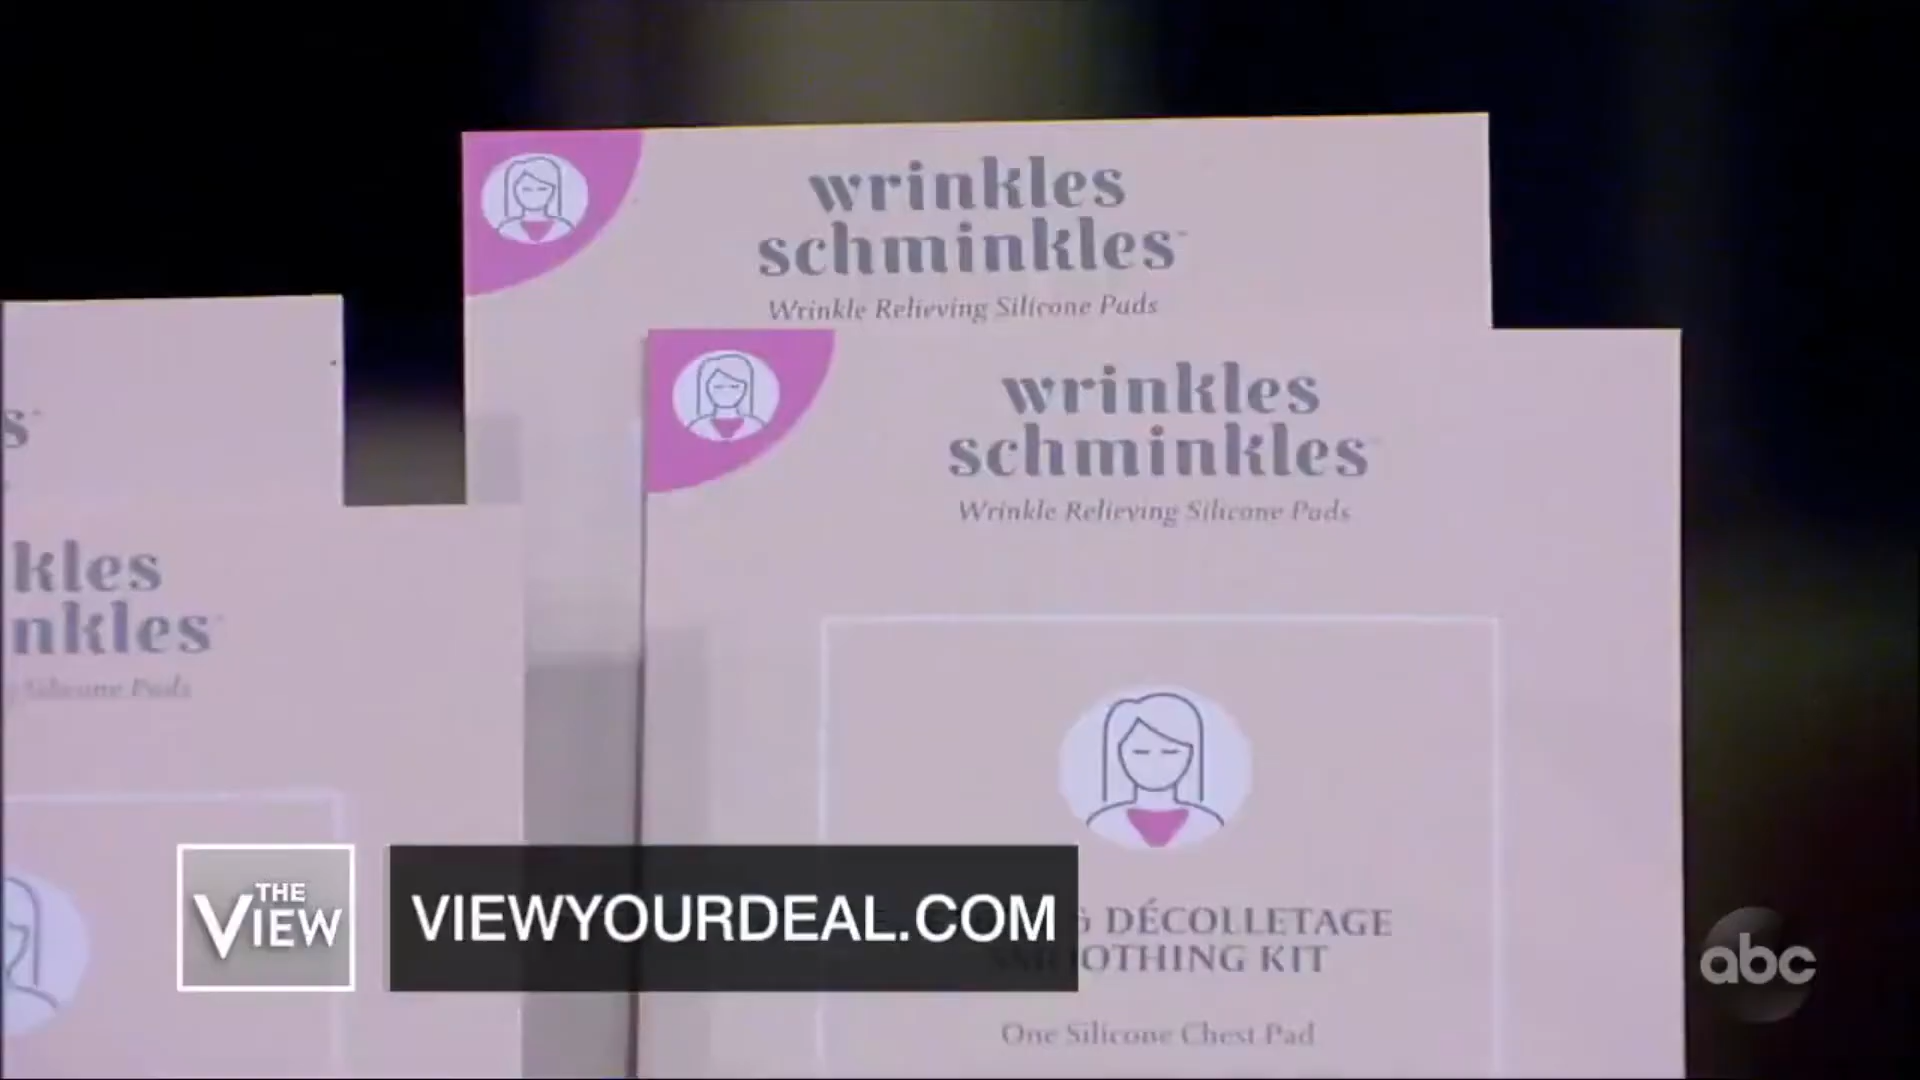 wrinkles
schminkles™
Wrinkle Relieving Silicone Pads
wrinkles
schminkles
Wrinkle Relieving Silicone Pads
s
kles
nkles
Silicone Pads
THE
VIEW
VIEWYOURDEAL.COM
& DÉCOLLETAGE
OTHING KIT
One Silicone Chest Pad
abc